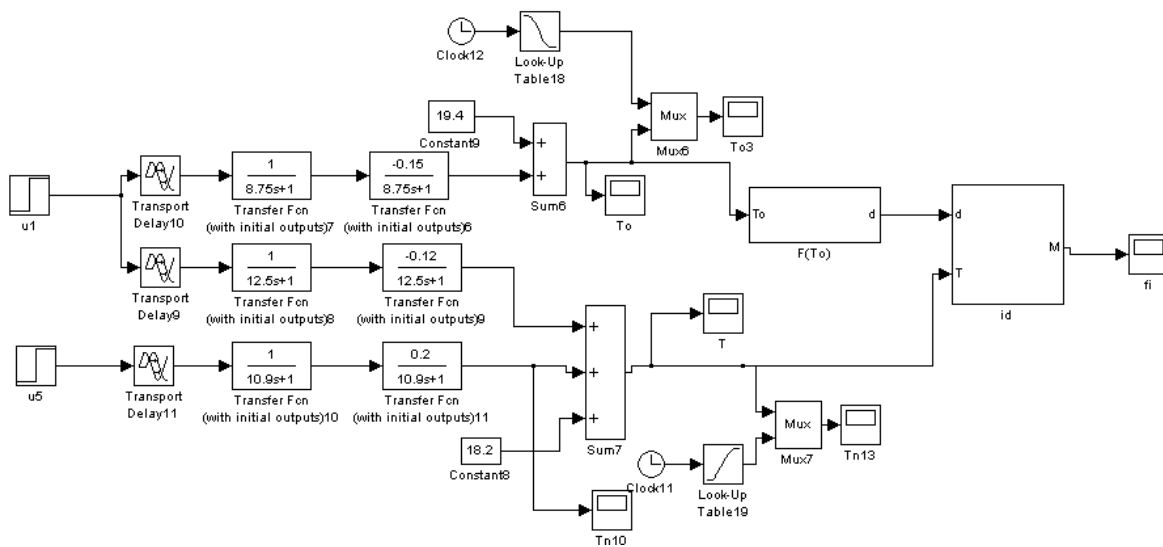 Clock12
Look-Up
Table18
19.4
Constant9
+
+
Sum6
Mux
Mux6
To3
To
u1
Transport
Delay10
1
8.75s+1
Transfer Fcn
(with initial outputs)7
-0.15
8.75s+1
Transfer Fcn
(with initial outputs)6
To
d
F(To)
d
T
M
id
fi
Transport
Delay9
1
12.5s+1
Transfer Fcn
(with initial outputs)8
-0.12
12.5s+1
Transfer Fcn
(with initial outputs)9
+
+
+
Sum7
T
u5
Transport
Delay11
1
10.9s+1
Transfer Fcn
(with initial outputs)10
0.2
10.9s+1
Transfer Fcn
(with initial outputs)11
18.2
Constant8
Clock11
Look-Up
Table19
Mux
Mux7
Tn13
Tn10